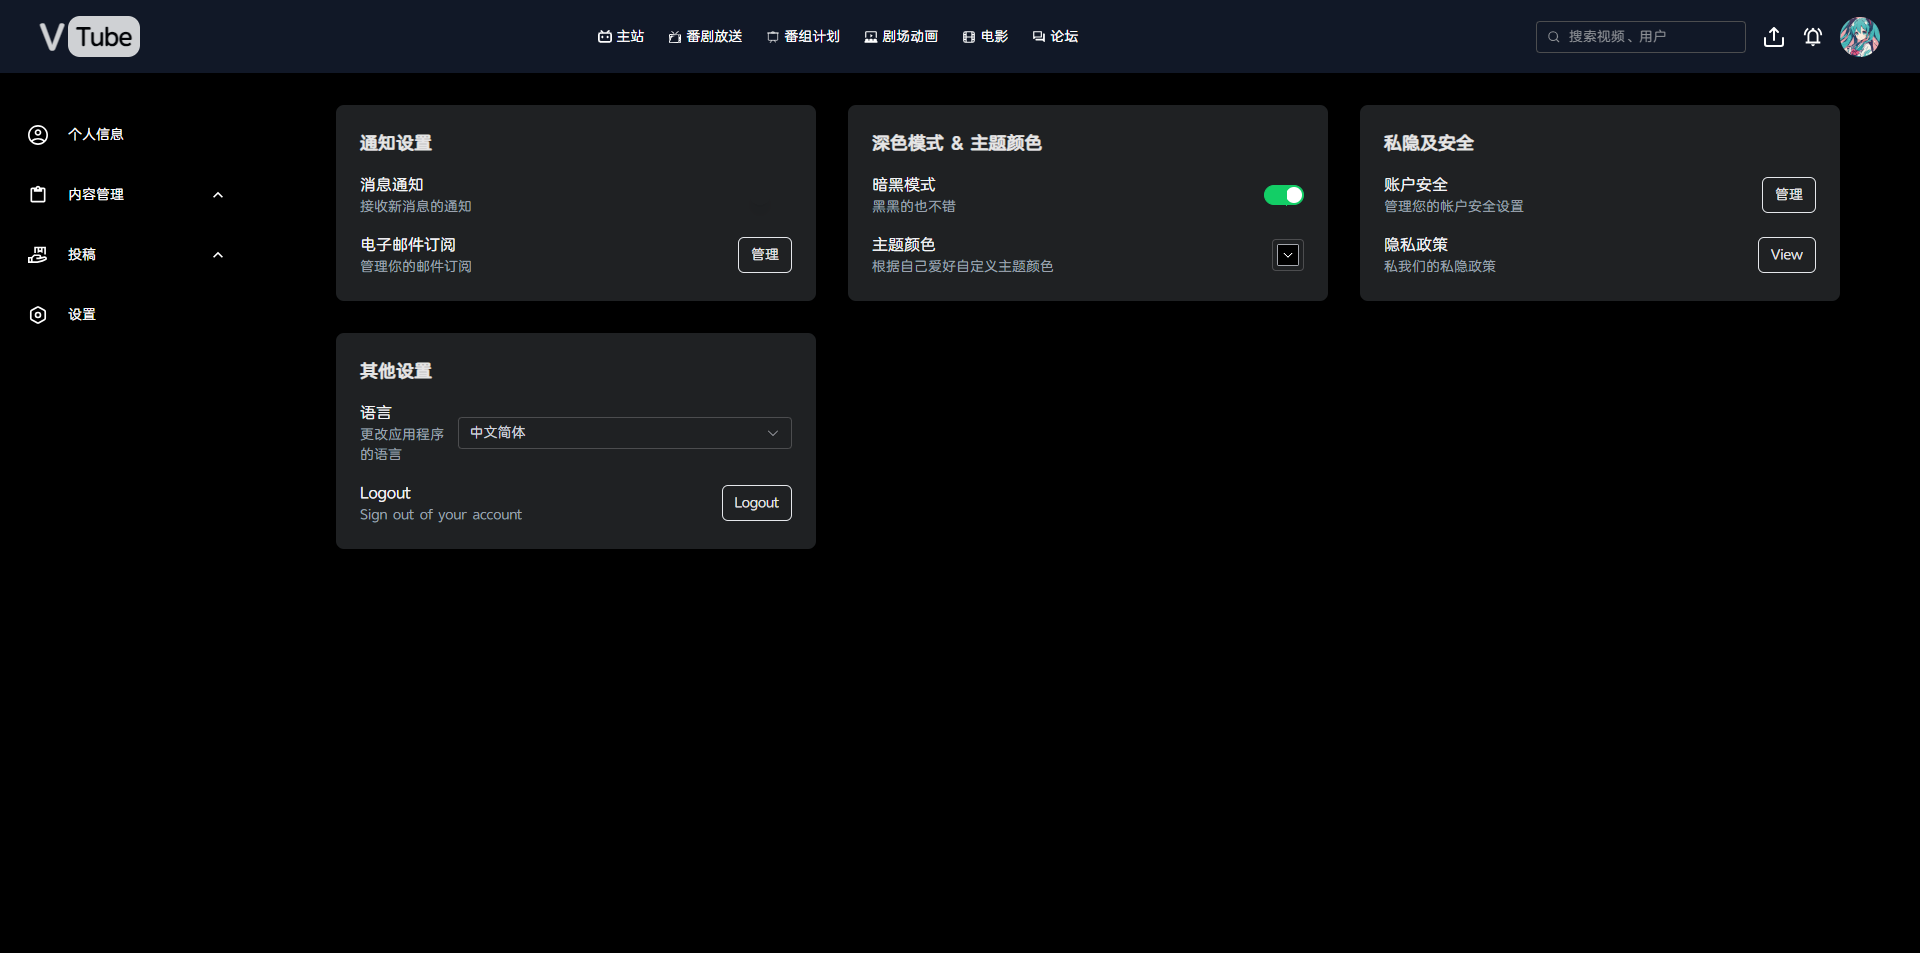 V Tube
主站
番剧放送
番组计划
剧场动画
电影
论坛
搜索视频、用户
个人信息
内容管理
投稿
设置
通知设置
消息通知
接收新消息的通知
电子邮件订阅
管理你的邮件订阅
管理
深色模式 & 主题颜色
暗黑模式
黑黑的也不错
主题颜色
根据自己爱好自定义主题颜色
私隐及安全
账户安全
管理您的帐户安全设置
管理
隐私政策
私我们的私隐政策
View
其他设置
语言
更改应用程序
的语言
中文简体
Logout
Sign out of your account
Logout